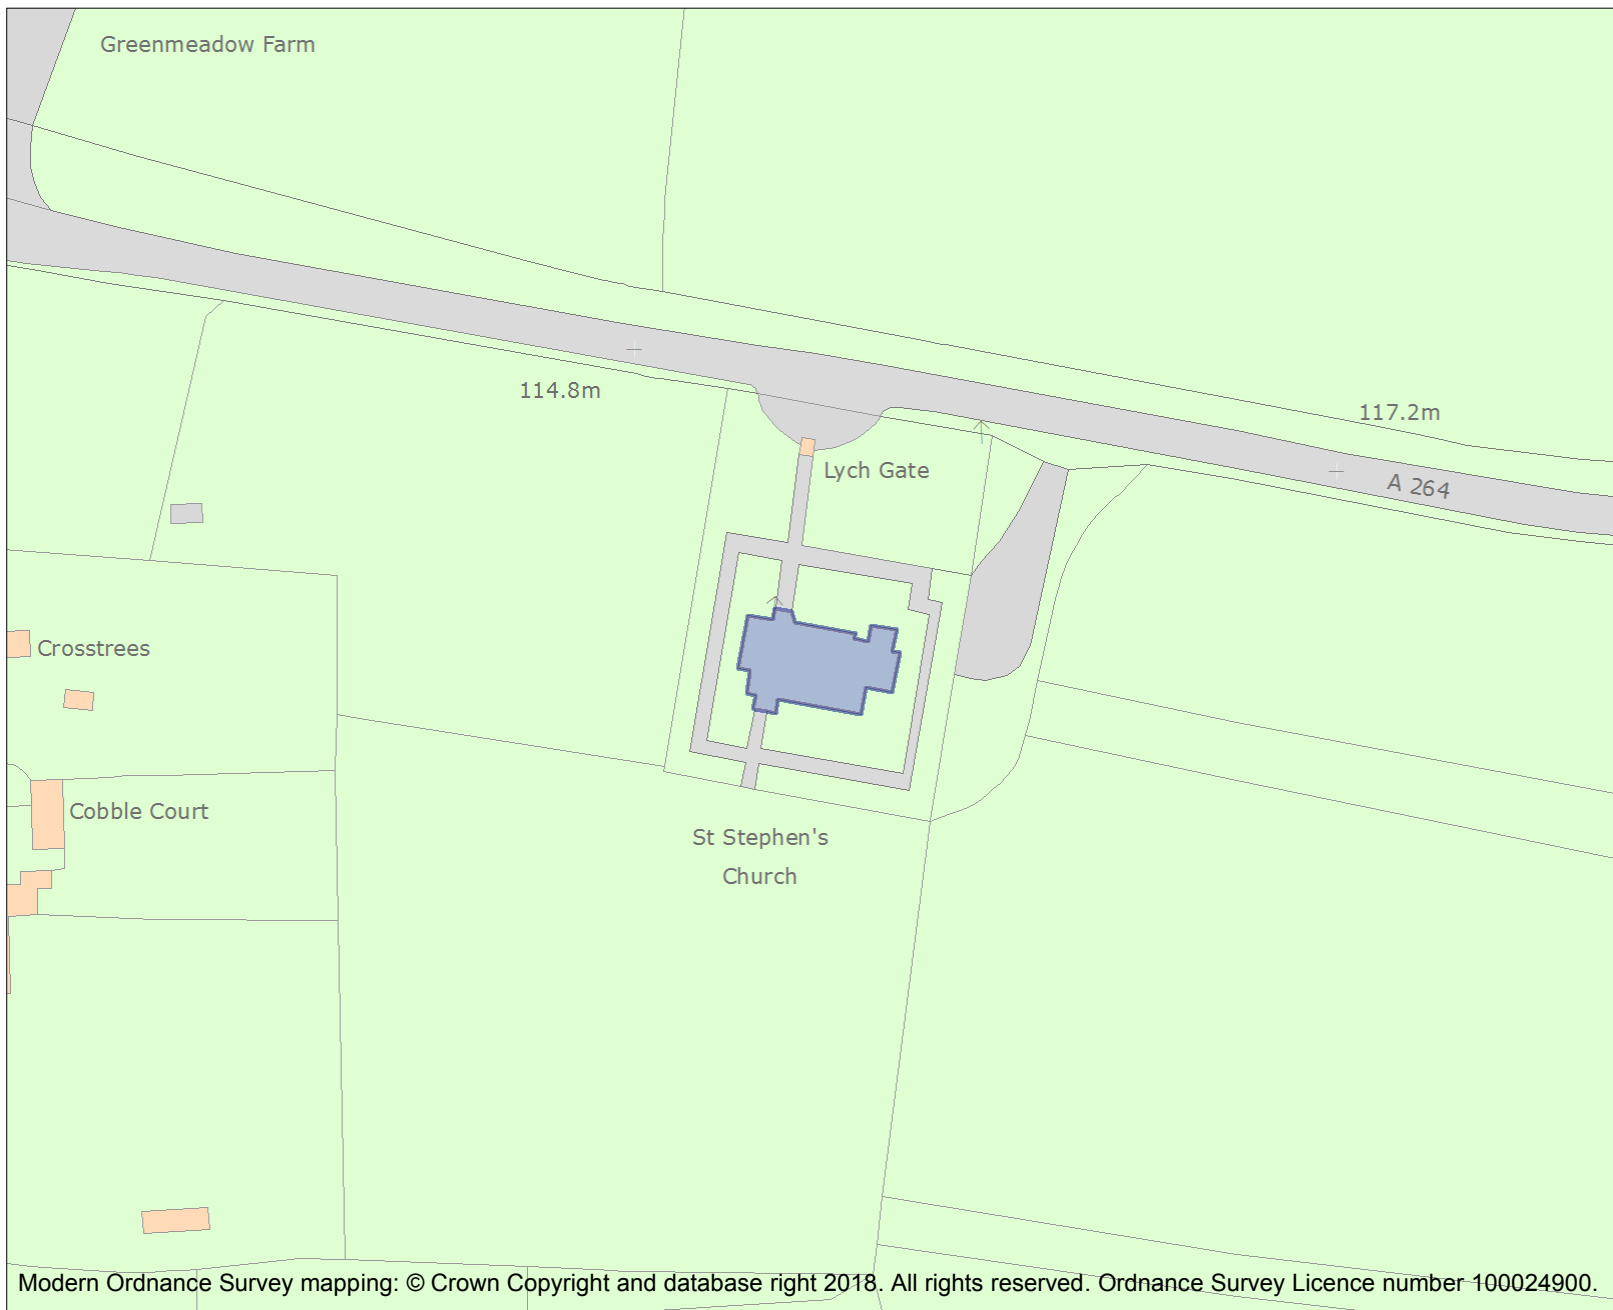 Greenmeadow Farm
114.8m
117.2m
Lych Gate
A 264
Crosstrees
Cobble Court
St Stephen's
Church
Modern Ordnance Survey mapping: © Crown Copyright and database right 2018. All rights reserved. Ordnance Survey Licence number 100024900.